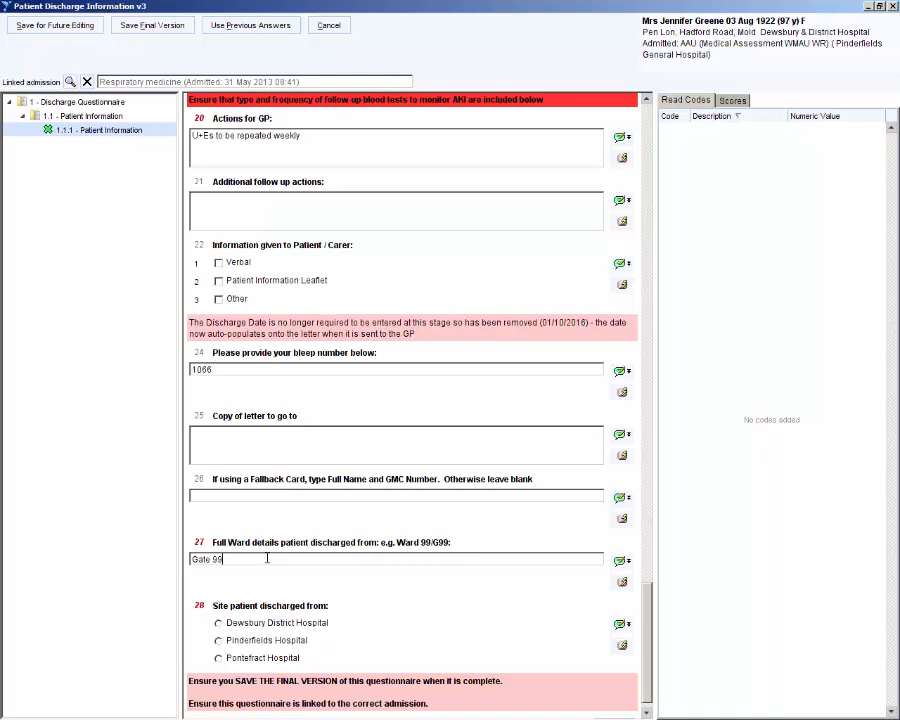 Patient Discharge Information v3
Save for Future Editing
Save Final Version
Use Previous Answers
Cancel
Mrs Jennifer Greene 03 Aug 1922 (97 y) F
Pen Lon, Hadford Road, Mold Dewsbury & District Hospital
Admitted: AAU (Medical Assessment WMAU WR) ( Pinderfields
General Hospital)
Linked admission
Respiratory medicine (Admitted: 31 May 2013 08:41)
1 - Discharge Questionnaire
1.1 - Patient Information
1.1.1 - Patient Information
Ensure that type and frequency of follow-up blood tests to monitor AKI are included below
20 Actions for GP:
U+Es to be repeated weekly
21 Additional follow up actions:
22 Information given to Patient / Carer:
1 Verbal
2 Patient Information Leaflet
3 Other
The Discharge Date is no longer required to be entered at this stage so has been removed (01/10/2016) - the date
now auto-populates onto the letter when it is sent to the GP
24 Please provide your bleep number below:
1066
25 Copy of letter to go to
26 If using a Fallback Card, type Full Name and GMC Number. Otherwise leave blank
27 Full Ward details patient discharged from: e.g. Ward 99/G99:
Gate 99
28 Site patient discharged from:
Dewsbury District Hospital
Pinderfields Hospital
Pontefract Hospital
Ensure you SAVE THE FINAL VERSION of this questionnaire when it is complete.
Ensure this questionnaire is linked to the correct admission.
Read Codes
Scores
Code Description Numeric Value
No codes added